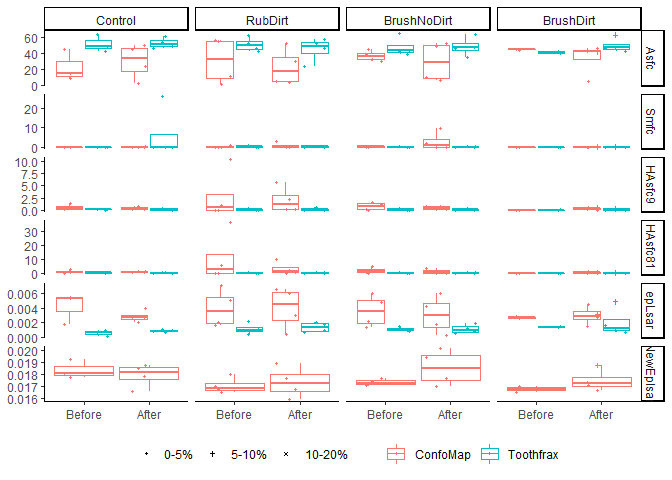 Control RubDirt BrushNoDirt BrushDirt
60
40
20
0
Asfc
20
10
0
Smfc
10.0
7.5
5.0
2.5
0.0
HAsfc9
30
20
10
0
HAsfc81
0.006
0.004
0.002
0.000
epLsar
0.020
0.019
0.018
0.017
0.016
NewEplsa
Before After Before After Before After Before After
0-5% 5-10% 10-20% ConfoMap Toothfrax